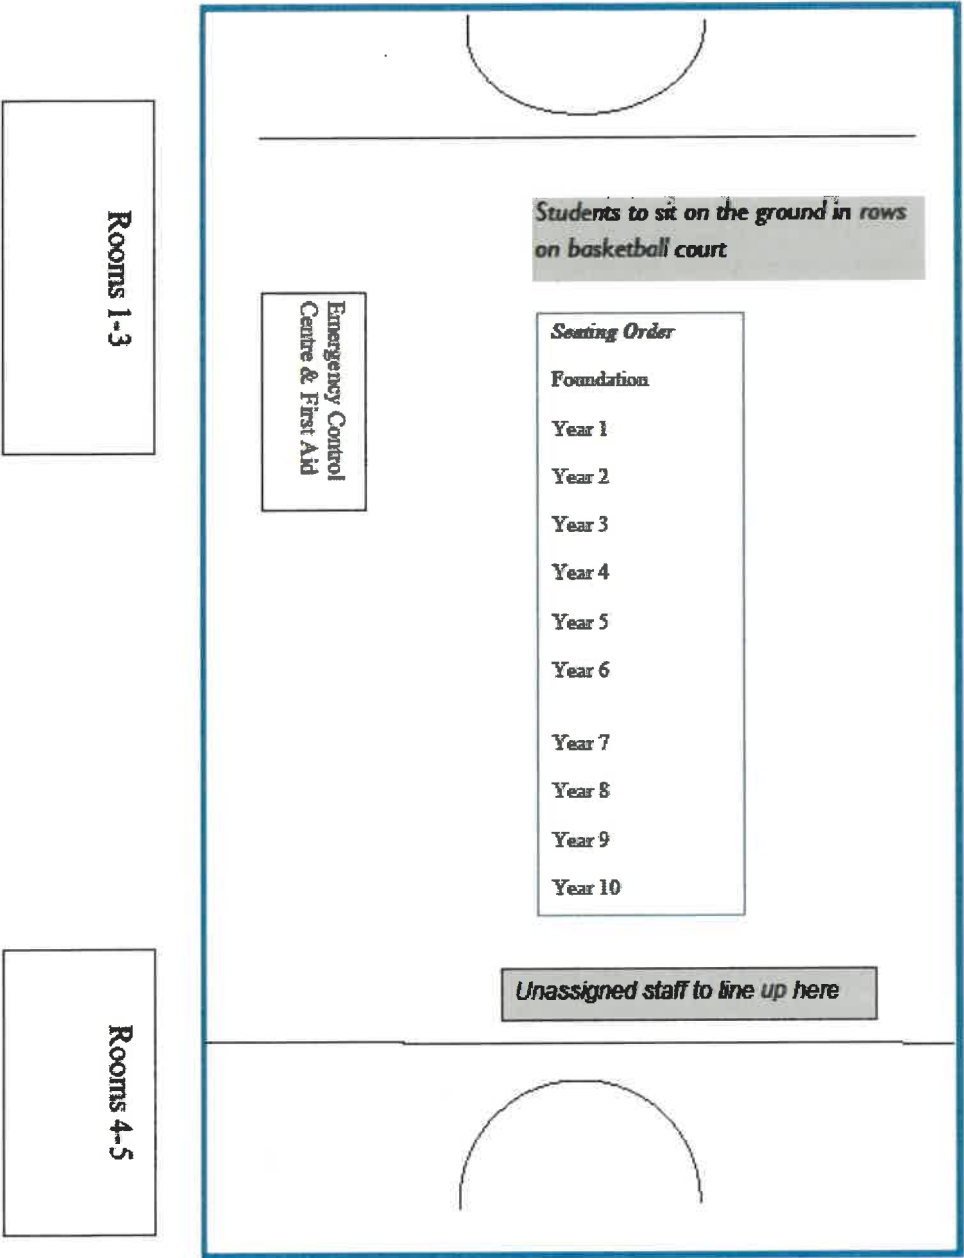 Rooms 1-3
Students to sit on the ground in rows
on basketball court
Emergency Control
Centre & First Aid
Seating Order
Foundation
Year 1
Year 2
Year 3
Year 4
Year 5
Year 6
Year 7
Year 8
Year 9
Year 10
Unassigned staff to line up here
Rooms 4-5